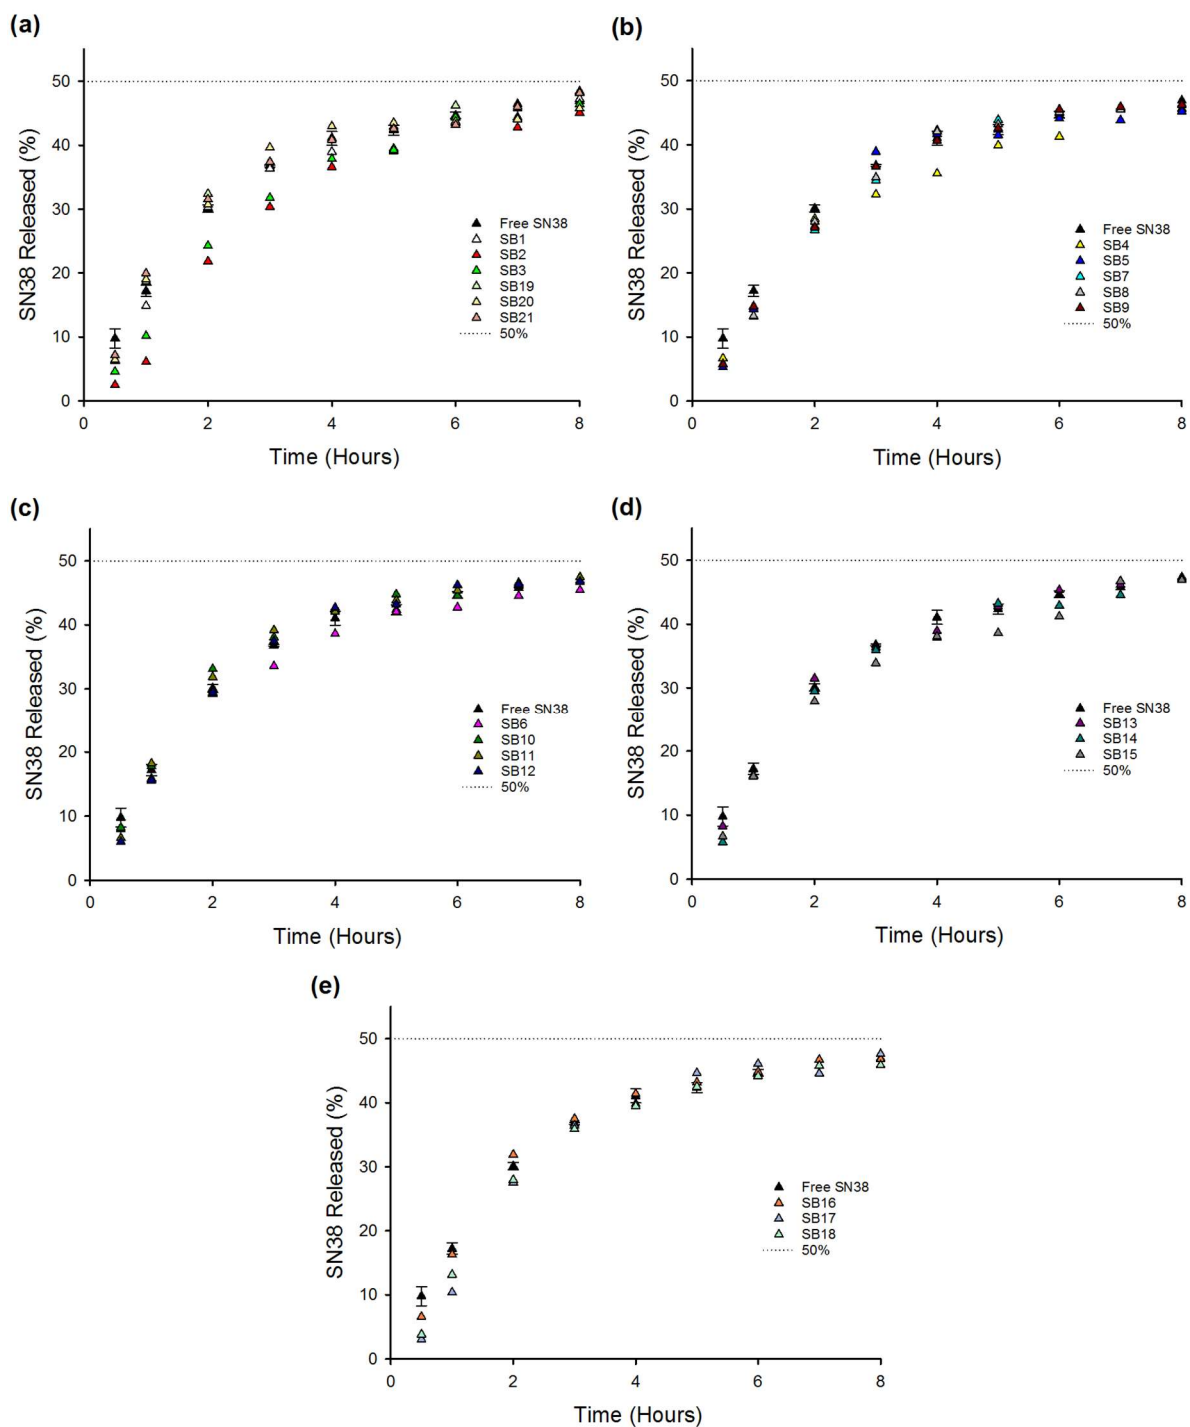 (a)
SN38 Released (%)
50
40
30
20
10
0
0 2 4 6 8
Time (Hours)
Free SN38
SB1
SB2
SB3
SB19
SB20
SB21
50%
(b)
SN38 Released (%)
50
40
30
20
10
0
0 2 4 6 8
Time (Hours)
Free SN38
SB4
SB5
SB7
SB8
SB9
50%
(c)
SN38 Released (%)
50
40
30
20
10
0
0 2 4 6 8
Time (Hours)
Free SN38
SB6
SB10
SB11
SB12
50%
(d)
SN38 Released (%)
50
40
30
20
10
0
0 2 4 6 8
Time (Hours)
Free SN38
SB13
SB14
SB15
50%
(e)
SN38 Released (%)
50
40
30
20
10
0
0 2 4 6 8
Time (Hours)
Free SN38
SB16
SB17
SB18
50%